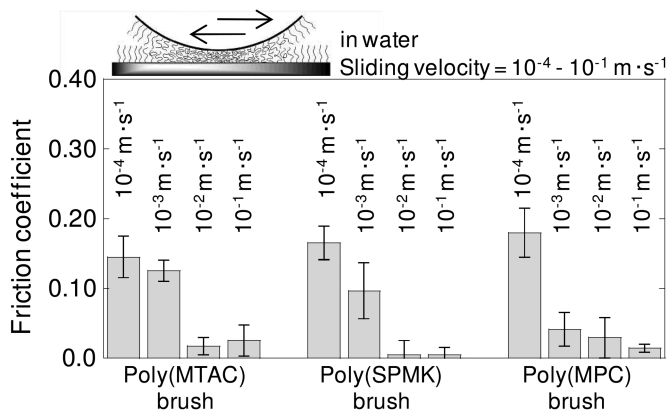 in water
Sliding velocity = 10⁻⁴ - 10⁻¹ m·s⁻¹
Friction coefficient
0.40
0.30
0.20
0.10
0.0
10⁻⁴ m·s⁻¹
10⁻³ m·s⁻¹
10⁻² m·s⁻¹
10⁻¹ m·s⁻¹
10⁻⁴ m·s⁻¹
10⁻³ m·s⁻¹
10⁻² m·s⁻¹
10⁻¹ m·s⁻¹
10⁻⁴ m·s⁻¹
10⁻³ m·s⁻¹
10⁻² m·s⁻¹
10⁻¹ m·s⁻¹
Poly(MTAC)
brush
Poly(SPMK)
brush
Poly(MPC)
brush